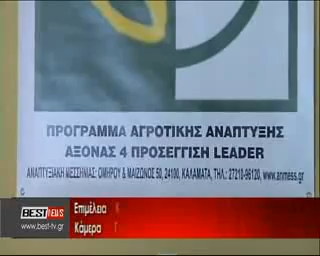 ΠΡΟΓΡΑΜΜΑ ΑΓΡΟΤΙΚΗΣ ΑΝΑΠΤΥΞΗΣ
ΑΞΟΝΑΣ 4 ΠΡΟΣΕΓΓΙΣΗ LEADER
ΑΝΑΠΤΥΞΙΑΚΗ ΜΕΣΣΗΝΙΑΣ: ΟΜΗΡΟΥ & ΜΑΙΖΩΝΟΣ 50, 24100, ΚΑΛΑΜΑΤΑ, ΤΗΛ.: 27210-96120, www.anmess.gr
BEST NEWS
www.best-tv.gr
Επιμέλεια Κ
Κάμερα Τ